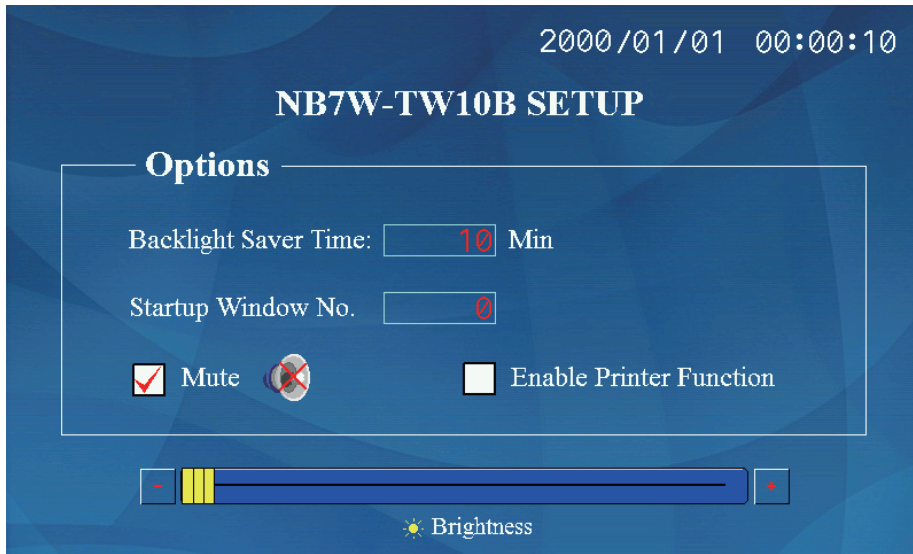 2000/01/01 00:00:10
NB7W-TW10B SETUP
Options
Backlight Saver Time: 10 Min
Startup Window No. 0
Mute Enable Printer Function
- +
Brightness